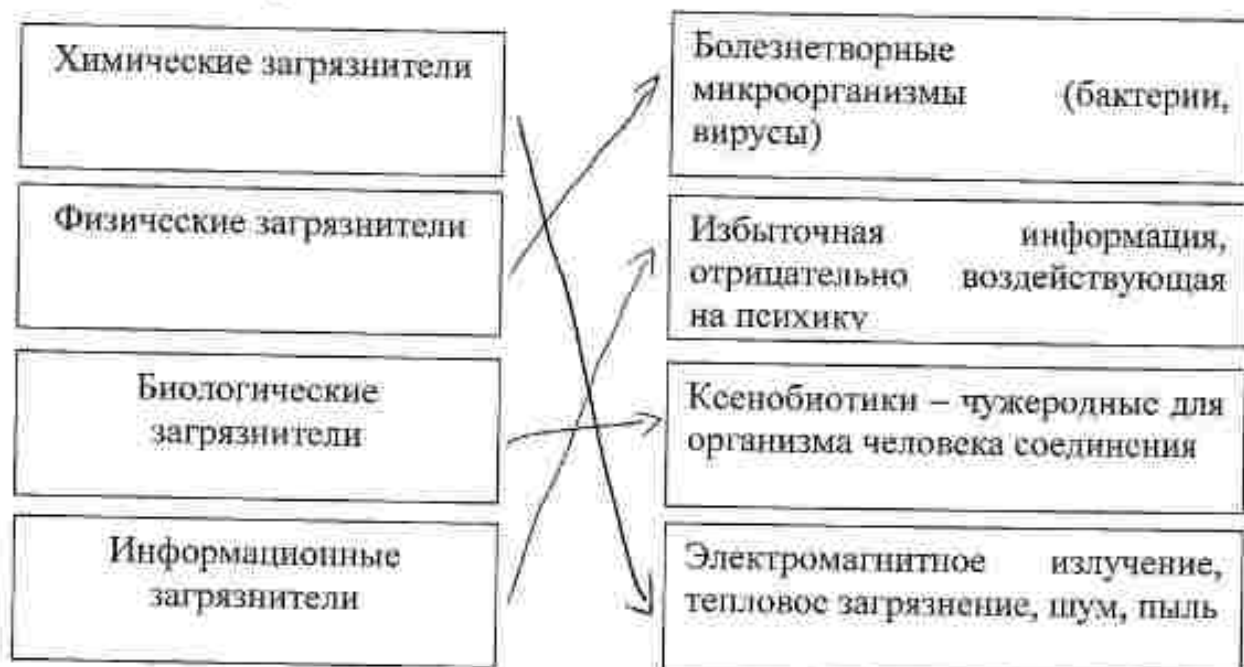 Химические загрязнители
Физические загрязнители
Биологические
загрязнители
Информационные
загрязнители
Болезнетворные
микроорганизмы (бактерии,
вирусы)
Избыточная информация,
отрицательно воздействующая
на психику
Ксенобиотики – чужеродные для
организма человека соединения
Электромагнитное излучение,
тепловое загрязнение, шум, пыль